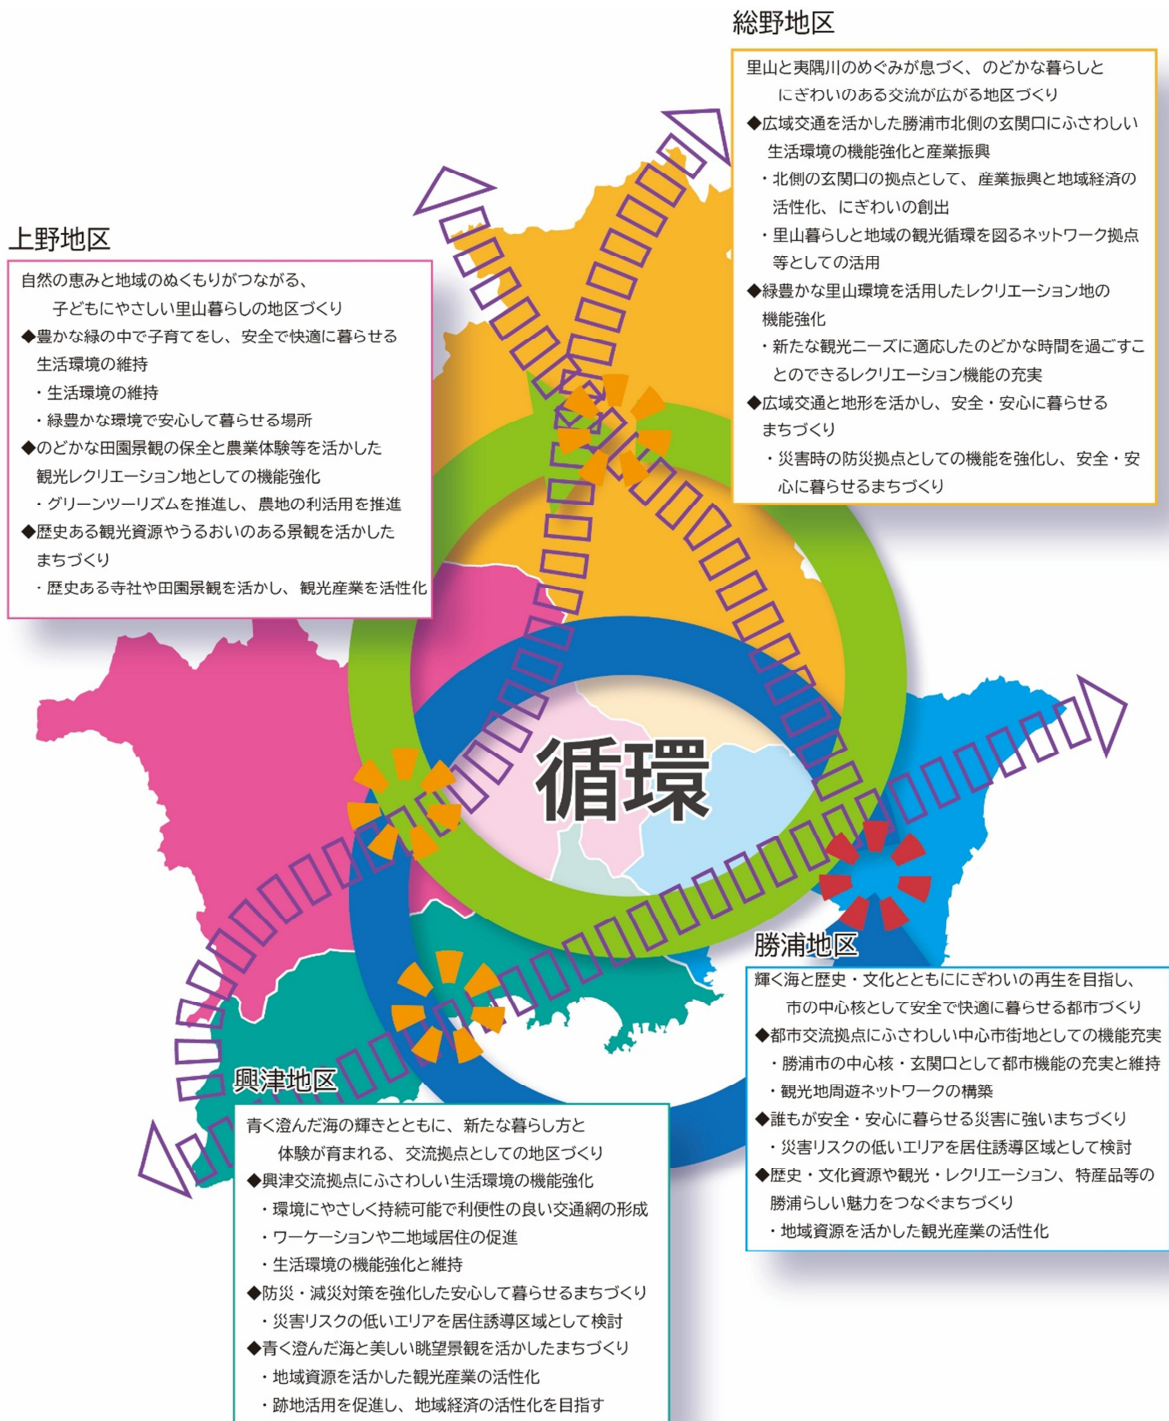 総野地区
里山と夷隅川のめぐみが息づく、のどかな暮らしと
にぎわいのある交流が広がる地区づくり
◆広域交通を活かした勝浦市北側の玄関口にふさわしい
生活環境の機能強化と産業振興
・北側の玄関口の拠点として、産業振興と地域経済の
活性化、にぎわいの創出
・里山暮らしと地域の観光循環を図るネットワーク拠点
等としての活用
◆緑豊かな里山環境を活用したレクリエーション地の
機能強化
・新たな観光ニーズに適応したのどかな時間を過ごすこ
とのできるレクリエーション機能の充実
◆広域交通と地形を活かし、安全・安心に暮らせる
まちづくり
・災害時の防災拠点としての機能を強化し、安全・安
心に暮らせるまちづくり
上野地区
自然の恵みと地域のぬくもりがつながる、
子どもにやさしい里山暮らしの地区づくり
◆豊かな緑の中で子育てをし、安全で快適に暮らせる
生活環境の維持
・生活環境の維持
・緑豊かな環境で安心して暮らせる場所
◆のどかな田園景観の保全と農業体験等を活かした
観光レクリエーション地としての機能強化
・グリーンツーリズムを推進し、農地の利活用を推進
◆歴史ある観光資源やうるおいのある景観を活かした
まちづくり
・歴史ある寺社や田園景観を活かし、観光産業を活性化
循環
勝浦地区
輝く海と歴史・文化とともににぎわいの再生を目指し、
市の中心核として安全で快適に暮らせる都市づくり
◆都市交流拠点にふさわしい中心市街地としての機能充実
・勝浦市の中心核・玄関口として都市機能の充実と維持
・観光地周遊ネットワークの構築
◆誰もが安全・安心に暮らせる災害に強いまちづくり
・災害リスクの低いエリアを居住誘導区域として検討
◆歴史・文化資源や観光・レクリエーション、特産品等の
勝浦らしい魅力をつなぐまちづくり
・地域資源を活かした観光産業の活性化
興津地区
青く澄んだ海の輝きとともに、新たな暮らし方と
体験が育まれる、交流拠点としての地区づくり
◆興津交流拠点にふさわしい生活環境の機能強化
・環境にやさしく持続可能で利便性の良い交通網の形成
・ワーケーションや二地域居住の促進
・生活環境の機能強化と維持
◆防災・減災対策を強化した安心して暮らせるまちづくり
・災害リスクの低いエリアを居住誘導区域として検討
◆青く澄んだ海と美しい眺望景観を活かしたまちづくり
・地域資源を活かした観光産業の活性化
・跡地活用を促進し、地域経済の活性化を目指す